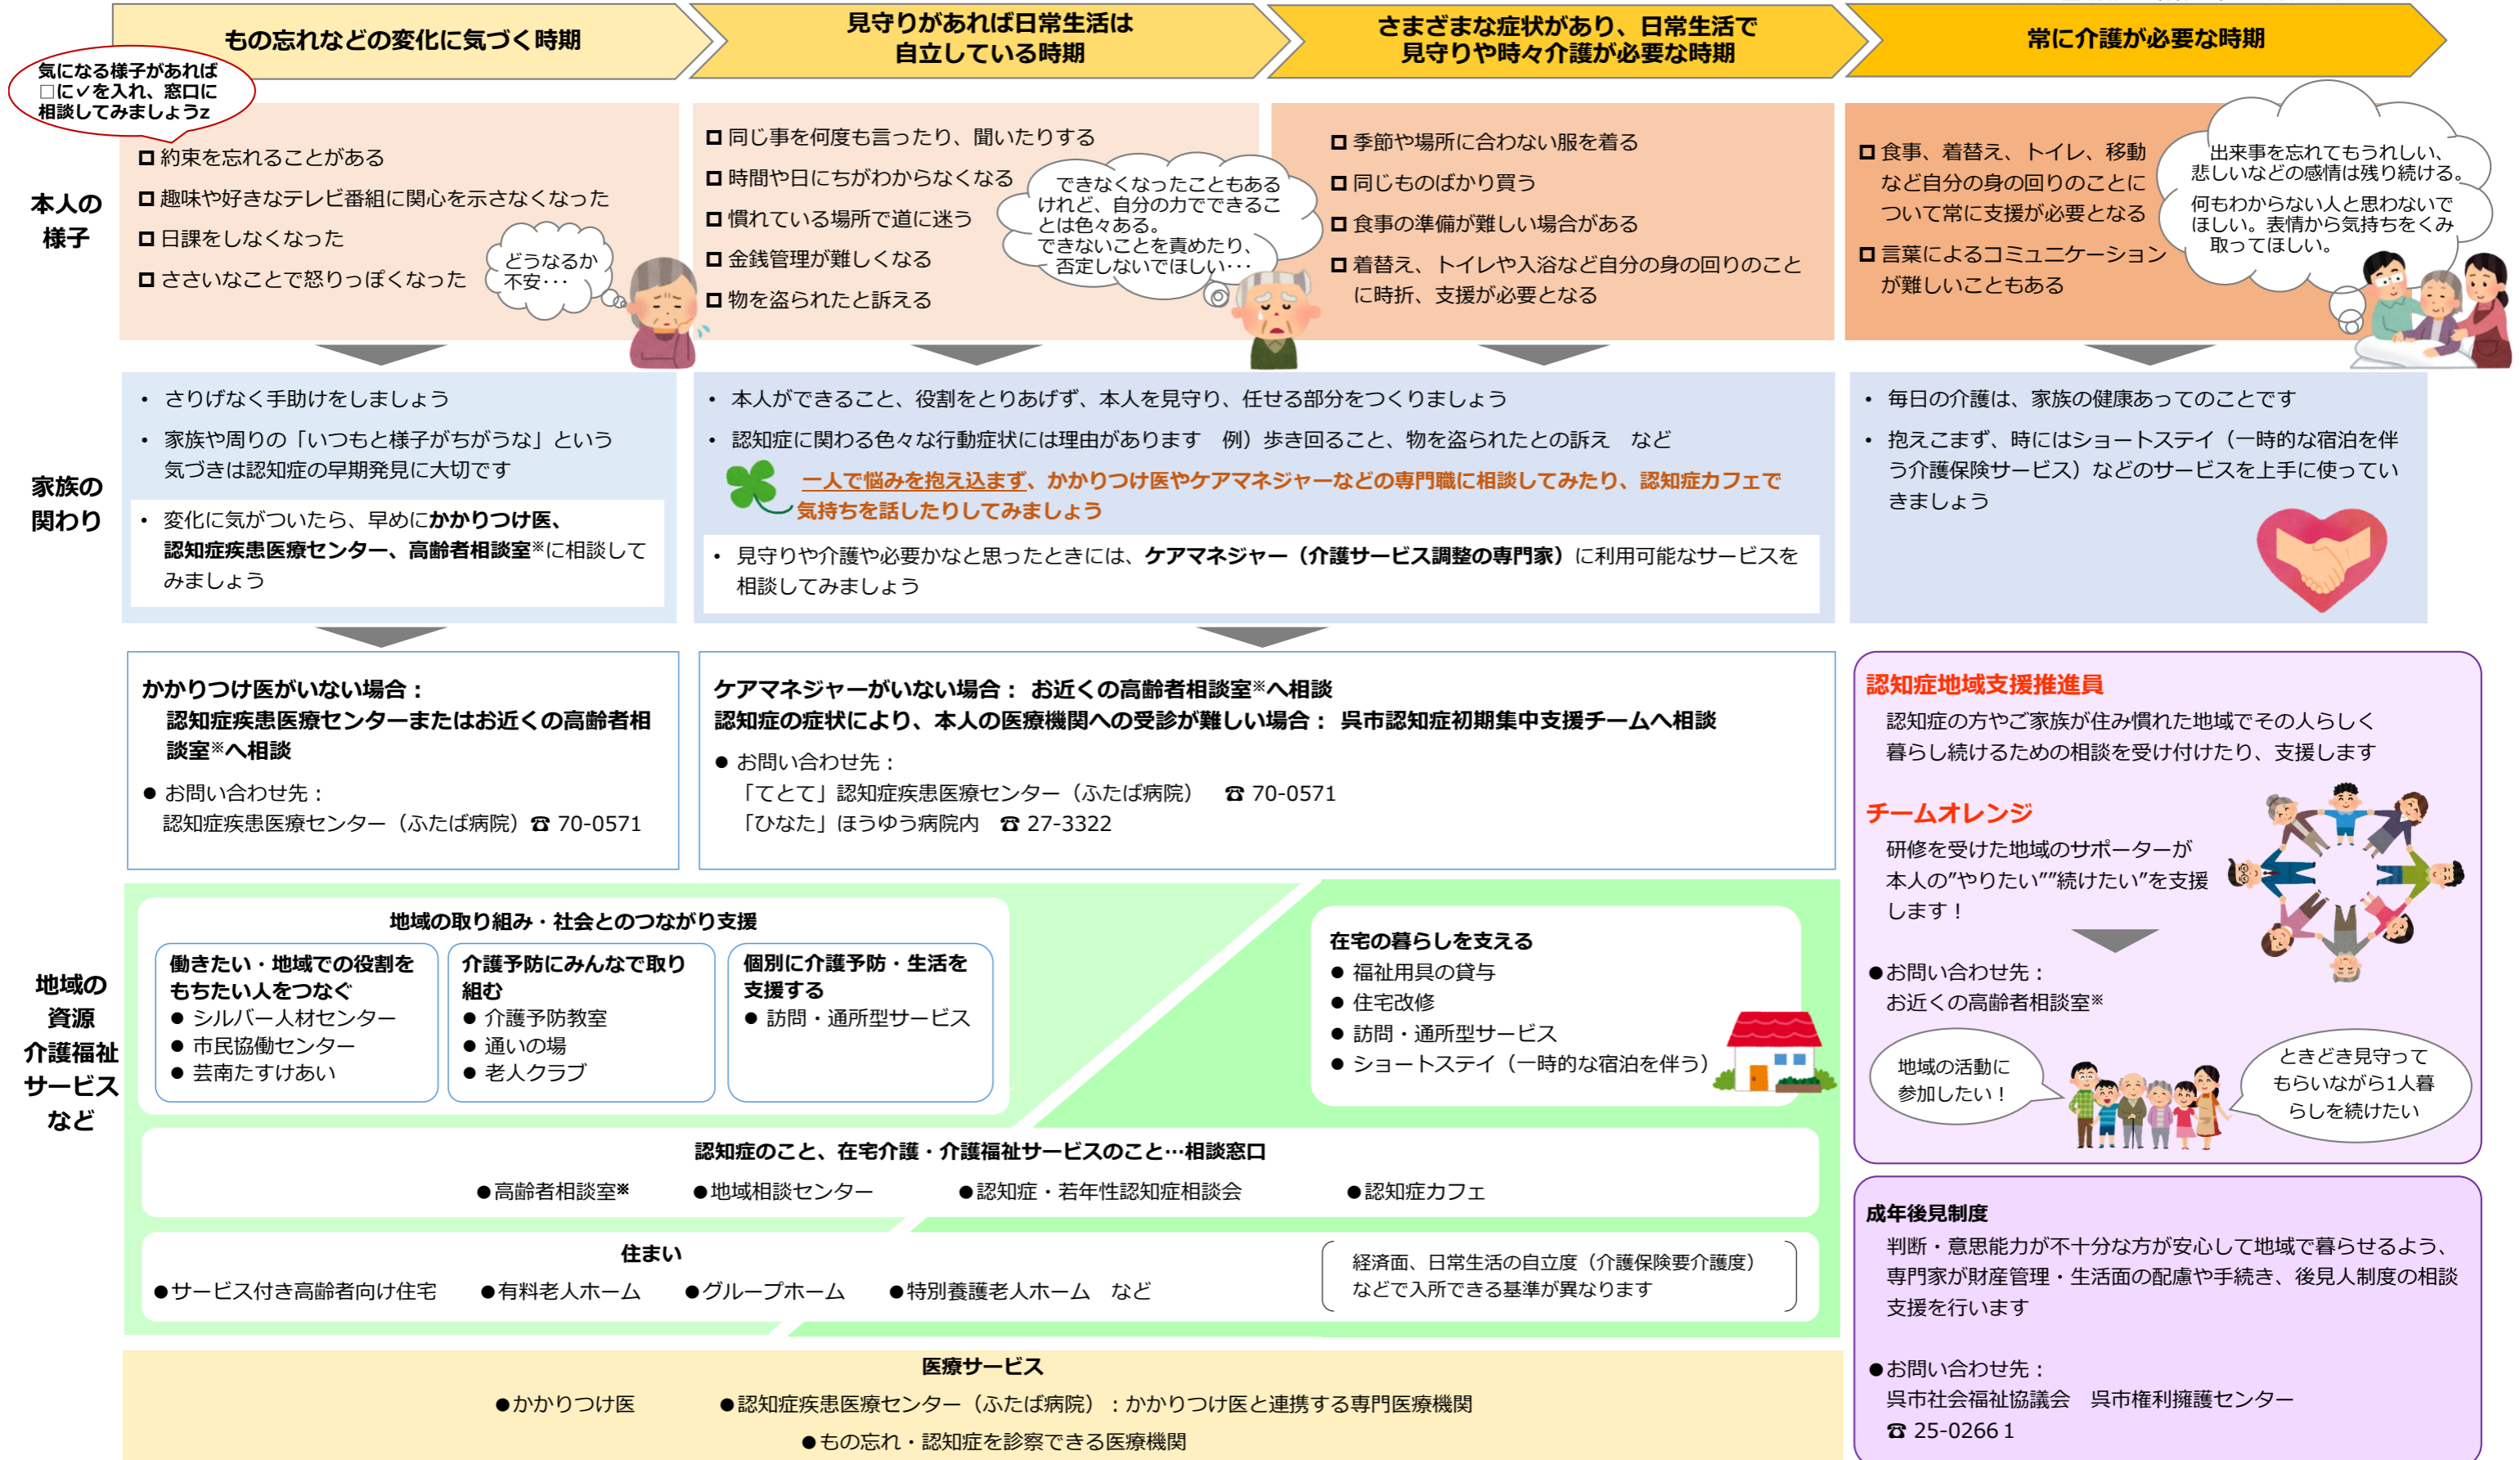 もの忘れなどの変化に気づく時期
見守りがあれば日常生活は
自立している時期
さまざまな症状があり、日常生活で
見守りや時々介護が必要な時期
常に介護が必要な時期
気になる様子があれば
□に✓を入れ、窓口に
相談してみましょうz
本人の
様子
□ 約束を忘れることがある
□ 趣味や好きなテレビ番組に関心を示さなくなった
□ 日課をしなくなった
□ ささいなことで怒りっぽくなった
どうなるか
不安･･･
□ 同じ事を何度も言ったり、聞いたりする
□ 時間や日にちがわからなくなる
□ 慣れている場所で道に迷う
□ 金銭管理が難しくなる
□ 物を盗られたと訴える
できなくなったこともある
けれど、自分の力でできるこ
とは色々ある。
できないことを責めたり、
否定しないでほしい･･･
□ 季節や場所に合わない服を着る
□ 同じものばかり買う
□ 食事の準備が難しい場合がある
□ 着替え、トイレや入浴など自分の身の回りのこと
に時折、支援が必要となる
□ 食事、着替え、トイレ、移動
など自分の身の回りのことに
ついて常に支援が必要となる
□ 言葉によるコミュニケーション
が難しいこともある
出来事を忘れてもうれしい、
悲しいなどの感情は残り続ける。
何もわからない人と思わないで
ほしい。表情から気持ちをくみ
取ってほしい。
家族の
関わり
• さりげなく手助けをしましょう
• 家族や周りの「いつもと様子がちがうな」という
気づきは認知症の早期発見に大切です
• 変化に気がついたら、早めにかかりつけ医、
認知症疾患医療センター、高齢者相談室※に相談して
みましょう
• 本人ができること、役割をとりあげず、本人を見守り、任せる部分をつくりましょう
• 認知症に関わる色々な行動症状には理由があります　例）歩き回ること、物を盗られたとの訴え　など
一人で悩みを抱え込まず、かかりつけ医やケアマネジャーなどの専門職に相談してみたり、認知症カフェで
気持ちを話したりしてみましょう
• 見守りや介護や必要かなと思ったときには、ケアマネジャー（介護サービス調整の専門家）に利用可能なサービスを
相談してみましょう
• 毎日の介護は、家族の健康あってのことです
• 抱えこまず、時にはショートステイ（一時的な宿泊を伴
う介護保険サービス）などのサービスを上手に使ってい
きましょう
かかりつけ医がいない場合：
認知症疾患医療センターまたはお近くの高齢者相
談室※へ相談
● お問い合わせ先：
認知症疾患医療センター（ふたば病院）☎ 70-0571
ケアマネジャーがいない場合： お近くの高齢者相談室※へ相談
認知症の症状により、本人の医療機関への受診が難しい場合： 呉市認知症初期集中支援チームへ相談
● お問い合わせ先：
「てとて」認知症疾患医療センター（ふたば病院）　☎ 70-0571
「ひなた」ほうゆう病院内　☎ 27-3322
認知症地域支援推進員
認知症の方やご家族が住み慣れた地域でその人らしく
暮らし続けるための相談を受け付けたり、支援します
チームオレンジ
研修を受けた地域のサポーターが
本人の”やりたい””続けたい”を支援
します！
●お問い合わせ先：
お近くの高齢者相談室※
地域の活動に
参加したい！
ときどき見守って
もらいながら1人暮
らしを続けたい
地域の
資源
介護福祉
サービス
など
地域の取り組み・社会とのつながり支援
働きたい・地域での役割を
もちたい人をつなぐ
● シルバー人材センター
● 市民協働センター
● 芸南たすけあい
介護予防にみんなで取り
組む
● 介護予防教室
● 通いの場
● 老人クラブ
個別に介護予防・生活を
支援する
● 訪問・通所型サービス
在宅の暮らしを支える
● 福祉用具の貸与
● 住宅改修
● 訪問・通所型サービス
● ショートステイ（一時的な宿泊を伴う）
認知症のこと、在宅介護・介護福祉サービスのこと…相談窓口
●高齢者相談室※　●地域相談センター　●認知症・若年性認知症相談会　●認知症カフェ
住まい
●サービス付き高齢者向け住宅　●有料老人ホーム　●グループホーム　●特別養護老人ホーム　など
経済面、日常生活の自立度（介護保険要介護度）
などで入所できる基準が異なります
成年後見制度
判断・意思能力が不十分な方が安心して地域で暮らせるよう、
専門家が財産管理・生活面の配慮や手続き、後見人制度の相談
支援を行います
●お問い合わせ先：
呉市社会福祉協議会　呉市権利擁護センター
☎ 25-0266１
医療サービス
●かかりつけ医　●認知症疾患医療センター（ふたば病院）：かかりつけ医と連携する専門医療機関
●もの忘れ・認知症を診察できる医療機関